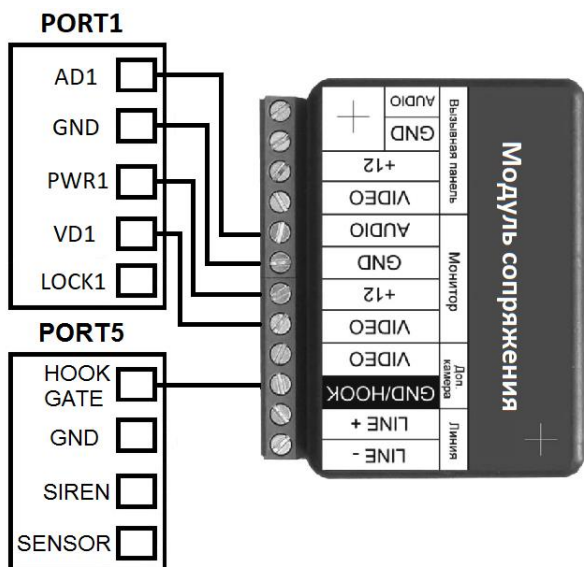 PORT1
AD1
GND
PWR1
VD1
LOCK1
PORT5
HOOK
GATE
GND
SIREN
SENSOR
AUDIO
GND
+12
VIDEO
AUDIO
GND
+12
VIDEO
VIDEO
GND/HOOK
LINE +
LINE -
Вызывная панель
Монитор
Доп.
камера
Линия
Модуль сопряжения